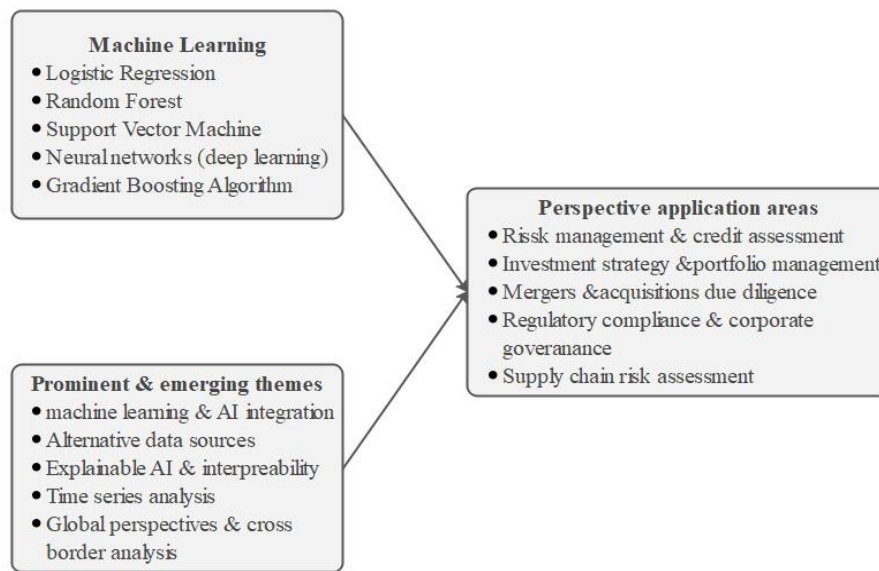 Machine Learning
• Logistic Regression
• Random Forest
• Support Vector Machine
• Neural networks (deep learning)
• Gradient Boosting Algorithm
Prominent & emerging themes
• machine learning & AI integration
• Alternative data sources
• Explainable AI & interpreability
• Time series analysis
• Global perspectives & cross
border analysis
Perspective application areas
• Rissk management & credit assessment
• Investment strategy &portfolio management
• Mergers &acquisitions due diligence
• Regulatory compliance & corporate
goveranance
• Supply chain risk assessment